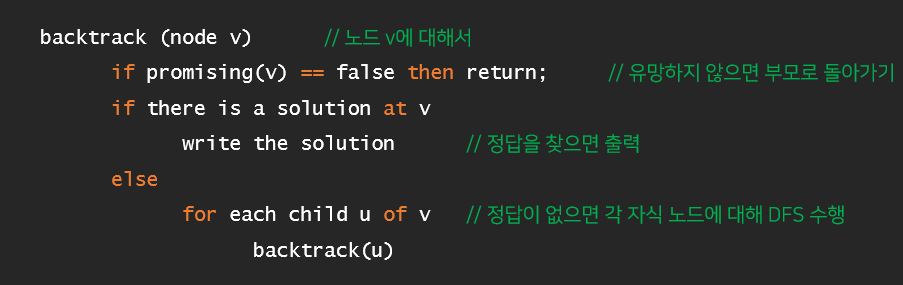 backtrack (node v) // 노드 v에 대해서
if promising(v) == false then return; // 유망하지 않으면 부모로 돌아가기
if there is a solution at v
write the solution // 정답을 찾으면 출력
else
for each child u of v // 정답이 없으면 각 자식 노드에 대해 DFS 수행
backtrack(u)